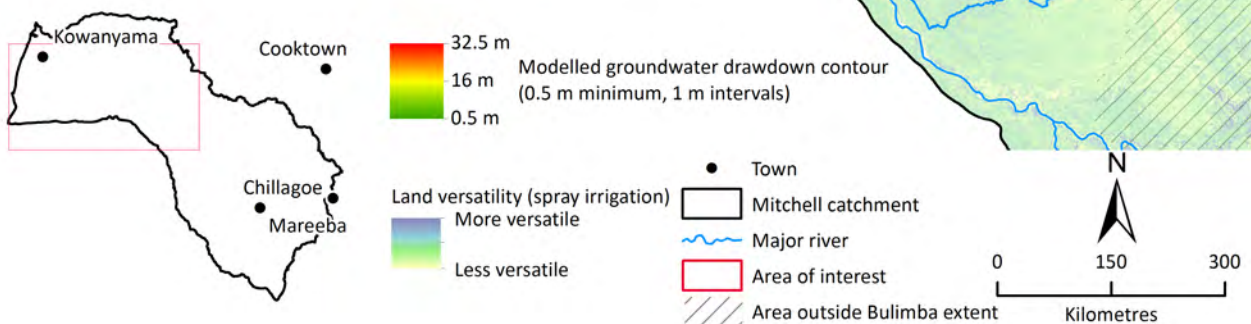 Kowanyama
Cooktown
Chillagoe
Mareeba
32.5 m
16 m
0.5 m
Modelled groundwater drawdown contour
(0.5 m minimum, 1 m intervals)
Land versatility (spray irrigation)
More versatile
Less versatile
Town
Mitchell catchment
Major river
Area of interest
Area outside Bulimba extent
N
0 150 300
Kilometres